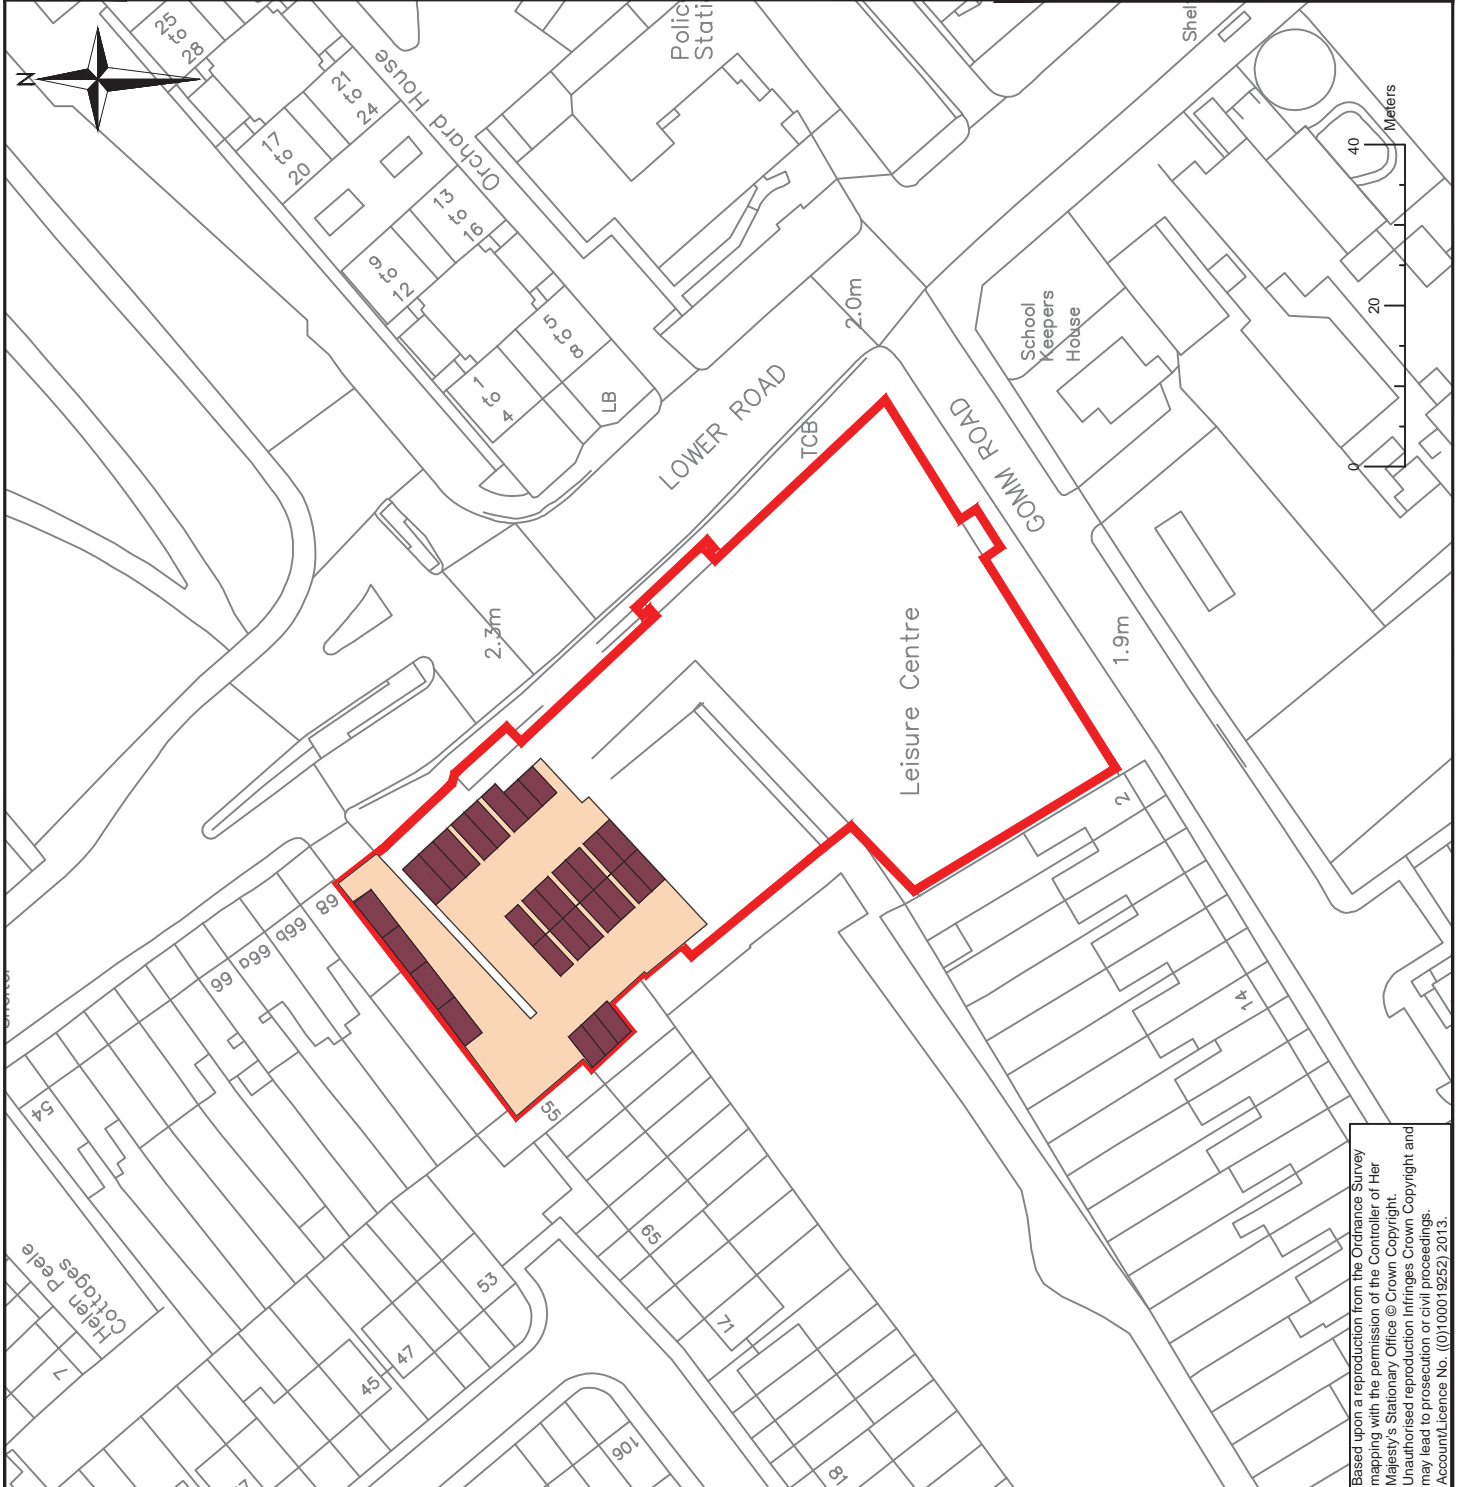 25
to
28
21
to
24
17
to
20
13
to
16
9
to
12
5
to
8
1
to
4
Orchard House
LB
N
LOWER ROAD
TCB
2.0m
School
Keepers
House
GOMM ROAD
Meters
40
20
0
2.3m
Leisure Centre
1.9m
2
14
68
66b
66a
66
54
55
Helen Peele
Cottages
7
53
47
45
65
71
81
106
Based upon a reproduction from the Ordnance Survey
mapping with the permission of the Controller of Her
Majesty's Stationary Office © Crown Copyright.
Unauthorised reproduction Infringes Crown Copyright and
may lead to prosecution or civil proceedings.
Account/Licence No. ((0)100019252) 2013.